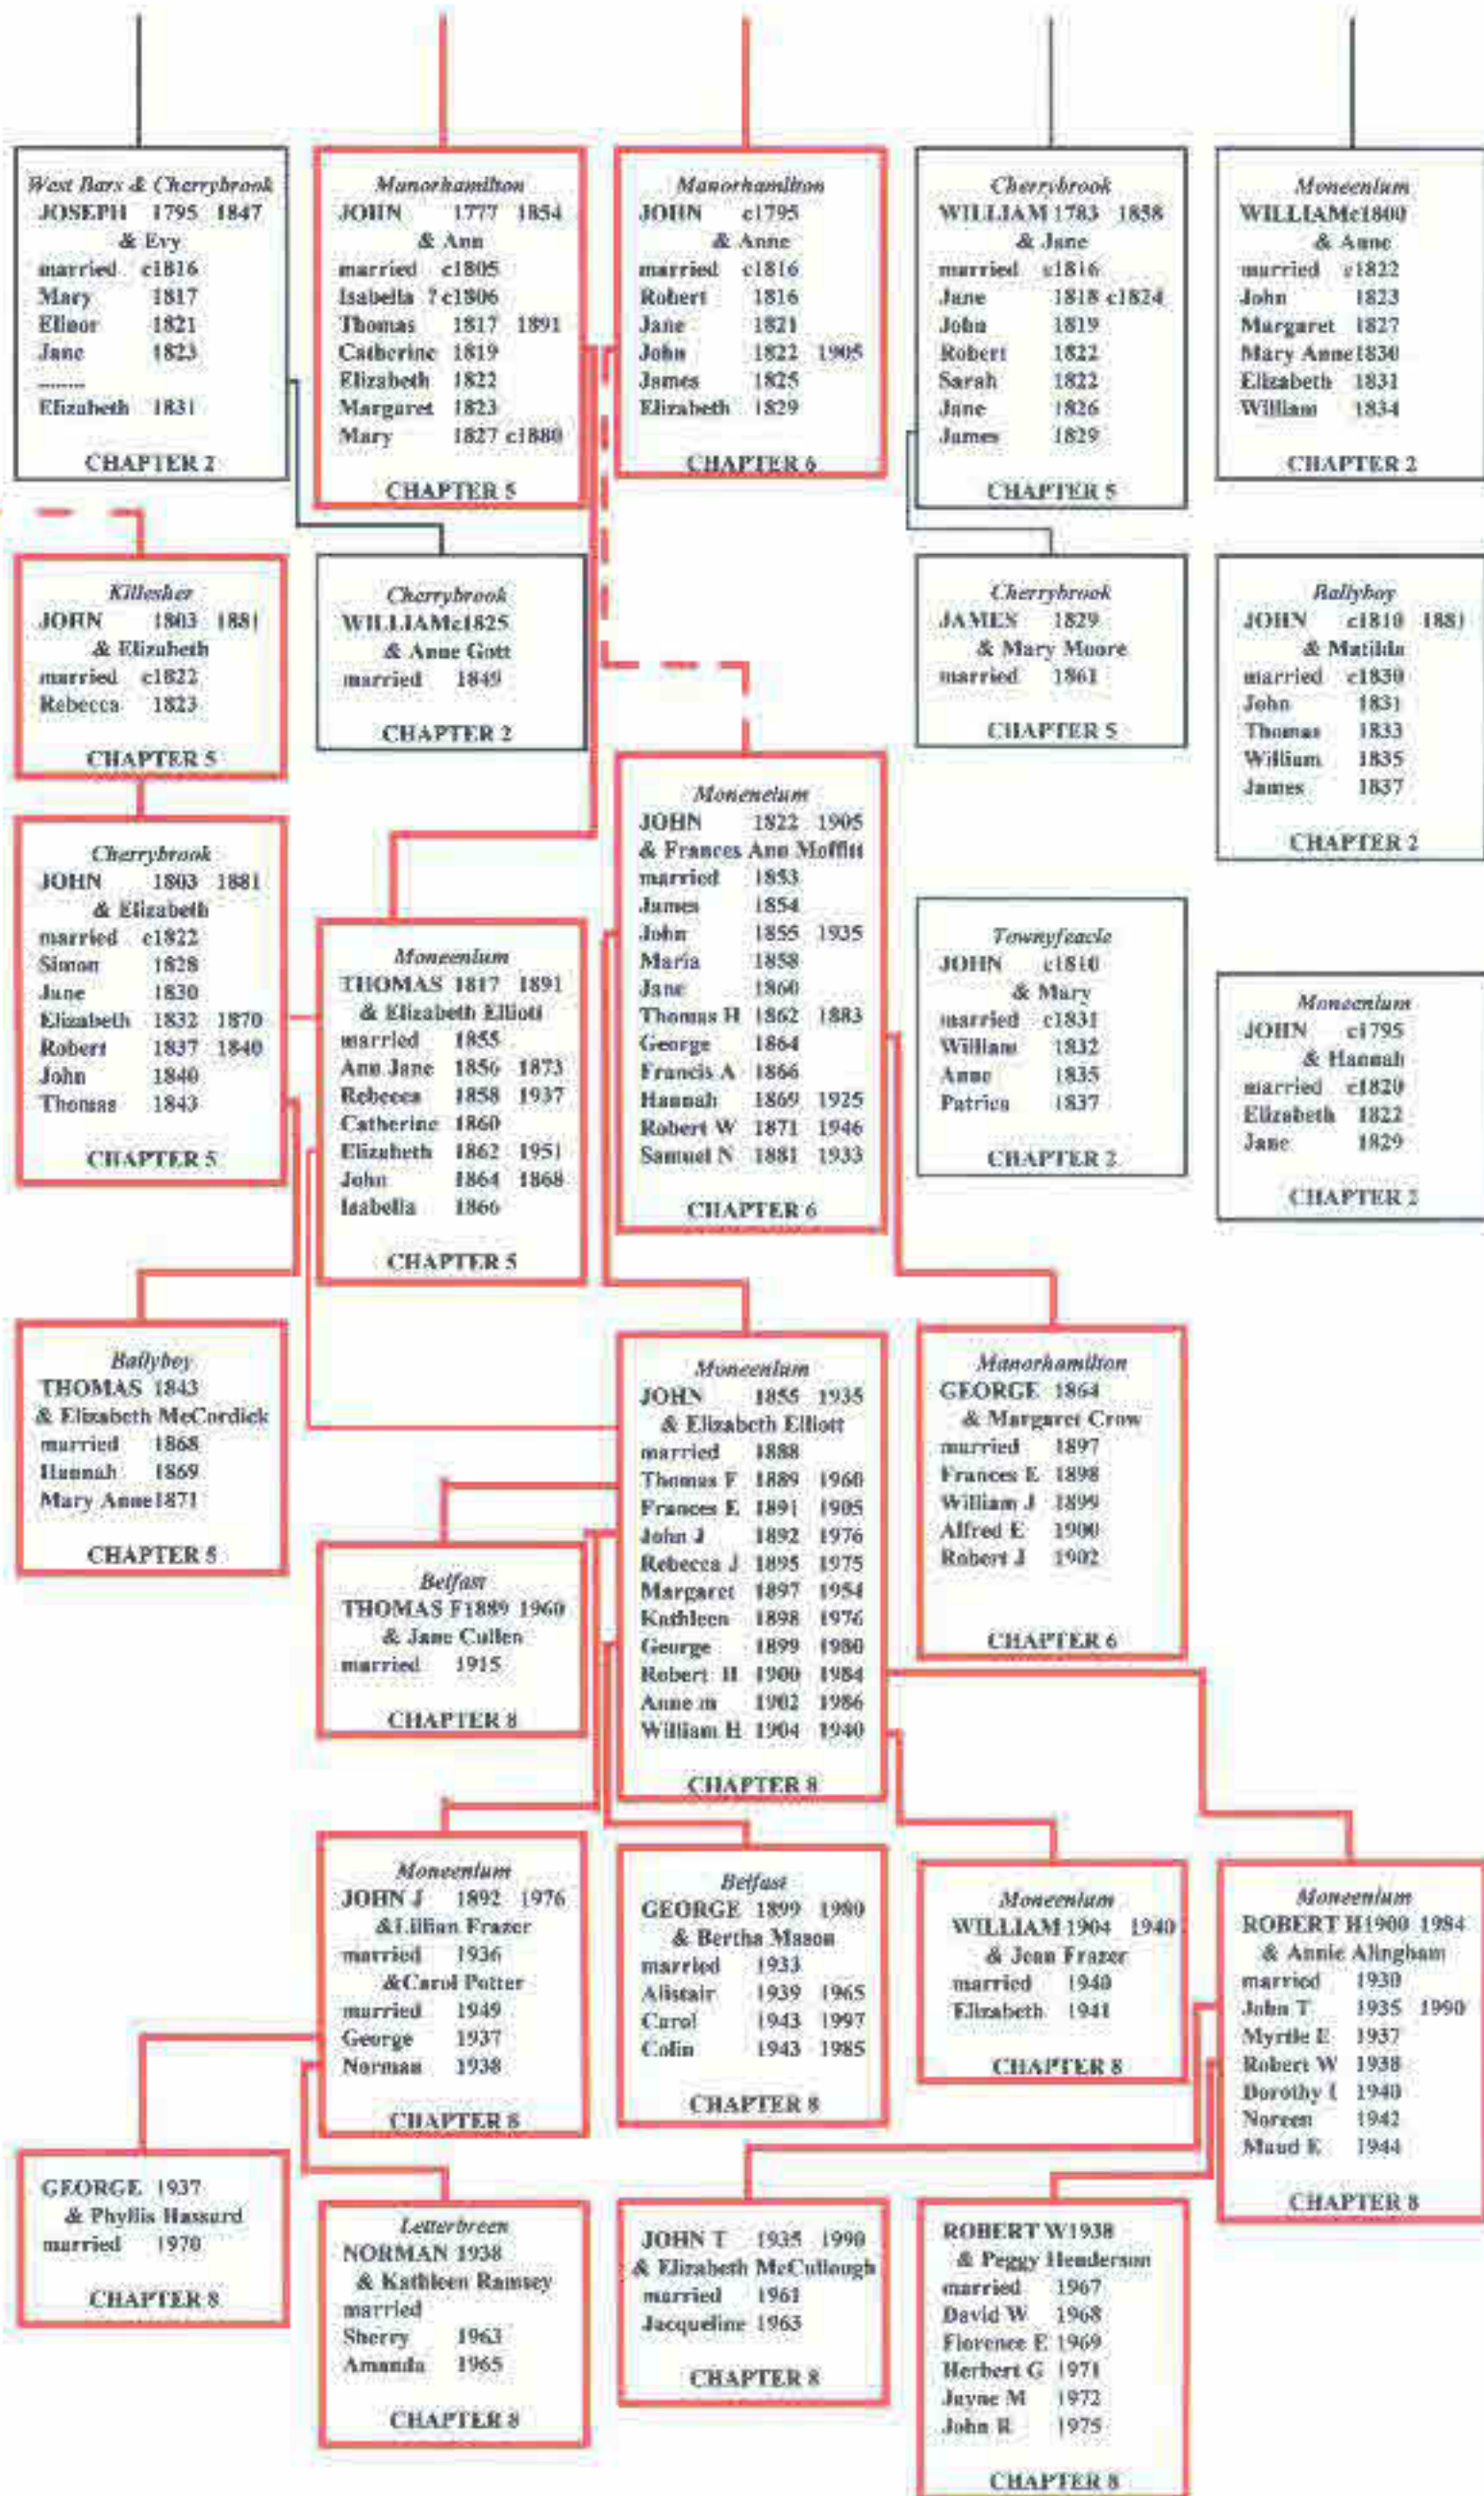 West Bars & Cherrybrook
JOSEPH 1795 1847
& Evy
married c1816
Mary 1817
Elinor 1821
Jane 1823
.........
Elizabeth 1831
CHAPTER 2
Manorhamilton
JOHN 1777 1854
& Ann
married c1805
Isabella ? c1806
Thomas 1817 1891
Catherine 1819
Elizabeth 1822
Margaret 1823
Mary 1827 c1880
CHAPTER 5
Manorhamilton
JOHN c1795
& Anne
married c1816
Robert 1816
Jane 1821
John 1822 1905
James 1825
Elizabeth 1829
CHAPTER 6
Cherrybrook
WILLIAM 1783 1858
& Jane
married c1816
Jane 1818 c1824
John 1819
Robert 1822
Sarah 1822
Jane 1826
James 1829
CHAPTER 5
Moneenlum
WILLIAMc1800
& Anne
married c1822
John 1823
Margaret 1827
Mary Anne1830
Elizabeth 1831
William 1834
CHAPTER 2
Killesher
JOHN 1803 1881
& Elizabeth
married c1822
Rebecca 1823
CHAPTER 5
Cherrybrook
WILLIAMc1825
& Anne Gott
married 1849
CHAPTER 2
Cherrybrook
JAMES 1829
& Mary Moore
married 1861
CHAPTER 5
Ballyboy
JOHN c1810 1881
& Matilda
married c1830
John 1831
Thomas 1833
William 1835
James 1837
CHAPTER 2
Cherrybrook
JOHN 1803 1881
& Elizabeth
married c1822
Simon 1828
Jane 1830
Elizabeth 1832 1870
Robert 1837 1840
John 1840
Thomas 1843
CHAPTER 5
Moneenlum
THOMAS 1817 1891
& Elizabeth Elliott
married 1855
Ann Jane 1856 1873
Rebecca 1858 1937
Catherine 1860
Elizabeth 1862 1951
John 1864 1868
Isabella 1866
CHAPTER 5
Monenelum
JOHN 1822 1905
& Frances Ann Moffitt
married 1853
James 1854
John 1855 1935
Maria 1858
Jane 1860
Thomas H 1862 1883
George 1864
Francis A 1866
Hannah 1869 1925
Robert W 1871 1946
Samuel N 1881 1933
CHAPTER 6
Townyfeacle
JOHN c1810
& Mary
married c1831
William 1832
Anne 1835
Patrica 1837
CHAPTER 2
Moneenlum
JOHN c1795
& Hannah
married c1820
Elizabeth 1822
Jane 1829
CHAPTER 2
Ballyboy
THOMAS 1843
& Elizabeth McCordick
married 1868
Hannah 1869
Mary Anne1871
CHAPTER 5
Belfast
THOMAS F1889 1960
& Jane Cullen
married 1915
CHAPTER 8
Moneenlum
JOHN 1855 1935
& Elizabeth Elliott
married 1888
Thomas F 1889 1960
Frances E 1891 1905
John J 1892 1976
Rebecca J 1895 1975
Margaret 1897 1954
Kathleen 1898 1976
George 1899 1980
Robert H 1900 1984
Anne m 1902 1986
William H 1904 1940
CHAPTER 8
Manorhamilton
GEORGE 1864
& Margaret Crow
married 1897
Frances E 1898
William J 1899
Alfred E 1900
Robert J 1902
CHAPTER 6
Moneenlum
JOHN J 1892 1976
&Lillian Frazer
married 1936
&Carol Potter
married 1949
George 1937
Norman 1938
CHAPTER 8
Belfast
GEORGE 1899 1980
& Bertha Mason
married 1933
Alistair 1939 1965
Carol 1943 1997
Colin 1943 1985
CHAPTER 8
Moneenlum
WILLIAM 1904 1940
& Jean Frazer
married 1940
Elizabeth 1941
CHAPTER 8
Moneenlum
ROBERT H1900 1984
& Annie Alingham
married 1930
John T 1935 1990
Myrtle E 1937
Robert W 1938
Dorothy I 1940
Noreen 1942
Maud E 1944
CHAPTER 8
GEORGE 1937
& Phyllis Hassard
married 1970
CHAPTER 8
Letterbreen
NORMAN 1938
& Kathleen Ramsey
married
Sherry 1963
Amanda 1965
CHAPTER 8
JOHN T 1935 1990
& Elizabeth McCullough
married 1961
Jacqueline 1963
CHAPTER 8
ROBERT W1938
& Peggy Henderson
married 1967
David W 1968
Florence E 1969
Herbert G 1971
Jayne M 1972
John R 1975
CHAPTER 8